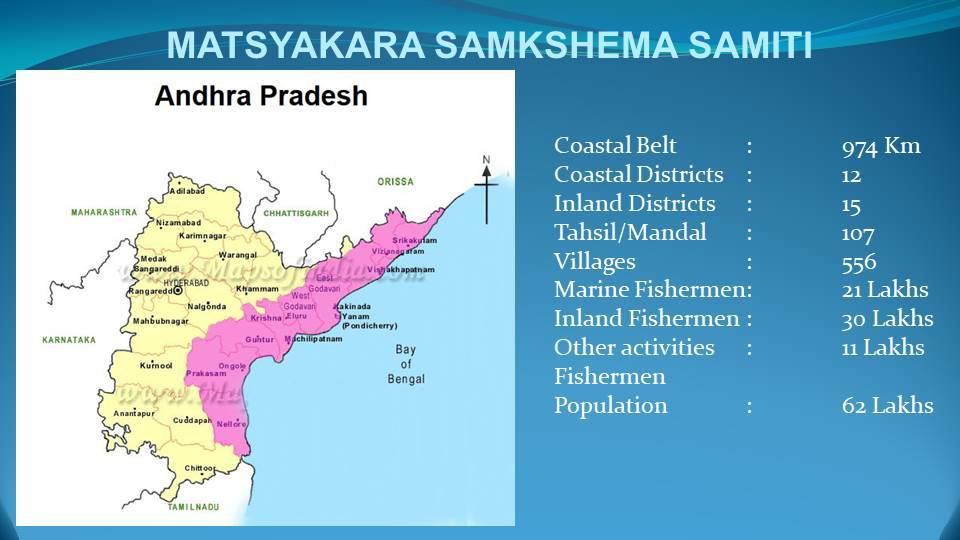 MATSYAKARA SAMKSHEMA SAMITI
Andhra Pradesh
N
ORISSA
Adilabad
MAHARASHTRA
CHHATTISGARH
Nizamabad
Karimnagar
Srikakulam
Vizianagaram
Medak
Warangal
Sangareddi
www.Mapsofindia.com
Vishakhapatnam
HYDERABAD
Rangareddi
Khammam
East
Godavari
West
Godavari
Nalgonda
Kakinada
Mahbubnagar
Krishna
Eluru
Yanam
(Pondicherry)
KARNATAKA
Guntur
Machilipatnam
Bay
of
Bengal
Kurnool
Ongole
Prakasam
www.Ma
Anantapur
Cuddapah
Nellore
Chittoor
TAMILNADU
Coastal Belt : 974 Km
Coastal Districts : 12
Inland Districts : 15
Tahsil/Mandal : 107
Villages : 556
Marine Fishermen: 21 Lakhs
Inland Fishermen : 30 Lakhs
Other activities : 11 Lakhs
Fishermen
Population : 62 Lakhs